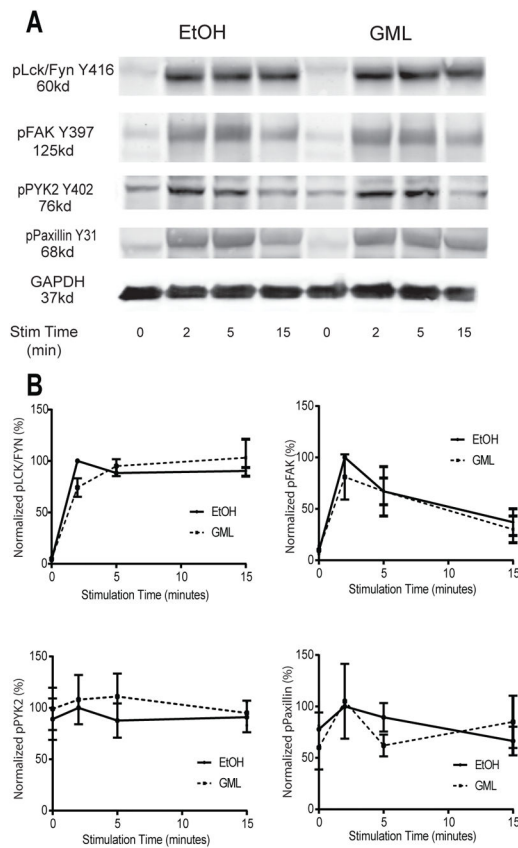 A
EtOH GML
pLck/Fyn Y416
60kd
pFAK Y397
125kd
pPYK2 Y402
76kd
pPaxillin Y31
68kd
GAPDH
37kd
Stim Time 0 2 5 15 0 2 5 15
(min)
B
Normalized pLCK/FYN (%)
150
100
50
0
0 5 10 15
Stimulation Time (minutes)
EtOH
GML
Normalized pFAK (%)
150
100
50
0
0 5 10 15
Stimulation Time (minutes)
EtOH
GML
Normalized pPYK2 (%)
150
100
50
0
0 5 10 15
Stimulation Time (minutes)
EtOH
GML
Normalized pPaxillin (%)
150
100
50
0
0 5 10 15
Stimulation Time (minutes)
EtOH
GML